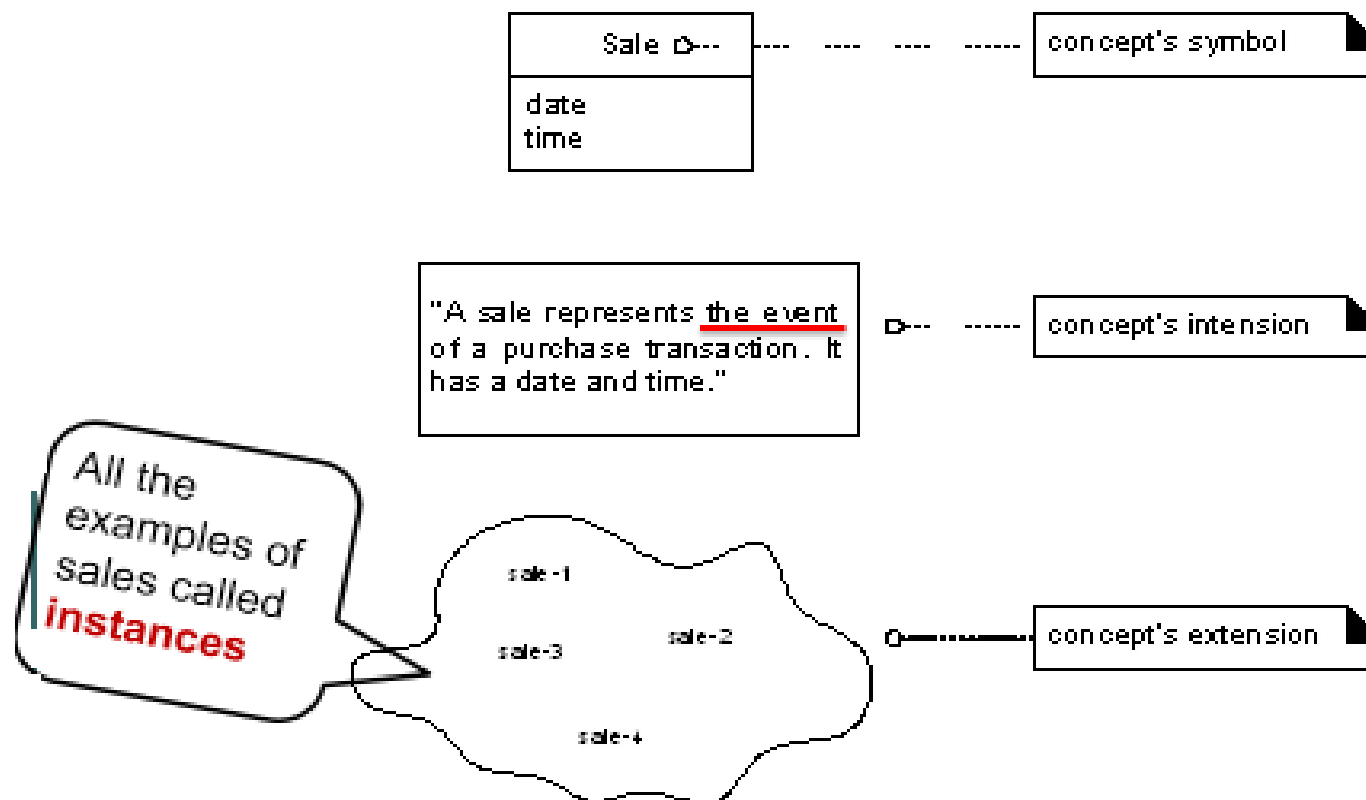 Sale
concept's symbol
date
time
"A sale represents the event
of a purchase transaction. It
has a date and time."
concept's intension
All the
examples of
sales called
instances
sale-1
sale-2
sale-3
sale-4
concept's extension